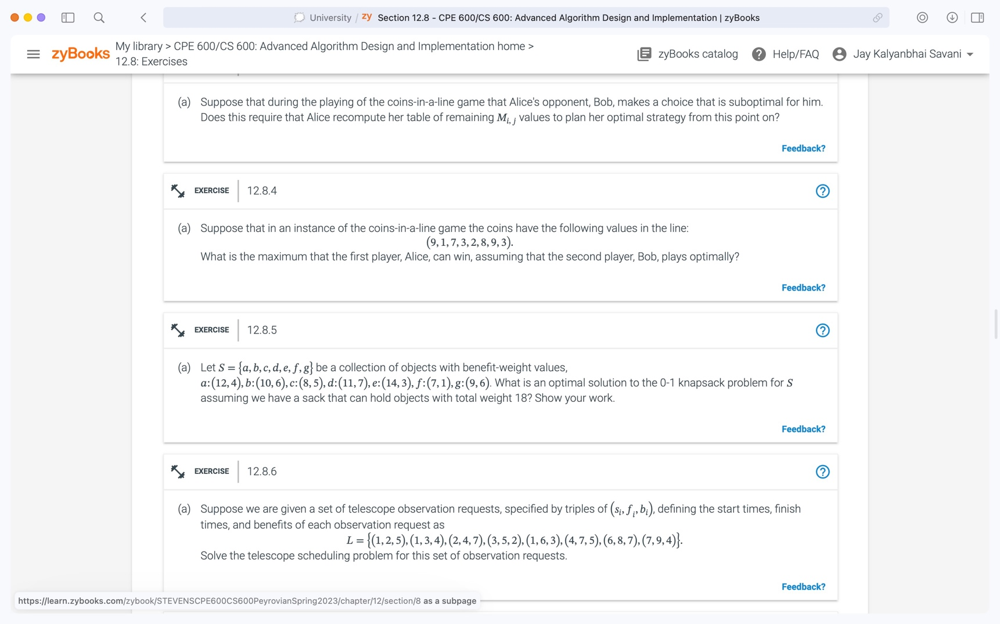 University / zy Section 12.8 - CPE 600/CS 600: Advanced Algorithm Design and Implementation | zyBooks
zyBooks
My library > CPE 600/CS 600: Advanced Algorithm Design and Implementation home >
12.8: Exercises
zyBooks catalog
? Help/FAQ
Jay Kalyanbhai Savani
(a) Suppose that during the playing of the coins-in-a-line game that Alice's opponent, Bob, makes a choice that is suboptimal for him.
Does this require that Alice recompute her table of remaining M_{i, j} values to plan her optimal strategy from this point on?
Feedback?
EXERCISE 12.8.4 ?
(a) Suppose that in an instance of the coins-in-a-line game the coins have the following values in the line:
(9, 1, 7, 3, 2, 8, 9, 3).
What is the maximum that the first player, Alice, can win, assuming that the second player, Bob, plays optimally?
Feedback?
EXERCISE 12.8.5 ?
(a) Let S = {a, b, c, d, e, f, g} be a collection of objects with benefit-weight values,
a:(12, 4), b:(10, 6), c:(8, 5), d:(11, 7), e:(14, 3), f:(7, 1), g:(9, 6). What is an optimal solution to the 0-1 knapsack problem for S
assuming we have a sack that can hold objects with total weight 18? Show your work.
Feedback?
EXERCISE 12.8.6 ?
(a) Suppose we are given a set of telescope observation requests, specified by triples of (s_i, f_i, b_i), defining the start times, finish
times, and benefits of each observation request as
L = {(1, 2, 5), (1, 3, 4), (2, 4, 7), (3, 5, 2), (1, 6, 3), (4, 7, 5), (6, 8, 7), (7, 9, 4)}.
Solve the telescope scheduling problem for this set of observation requests.
Feedback?
https://learn.zybooks.com/zybook/STEVENSCPE600CS600PeyrovianSpring2023/chapter/12/section/8 as a subpage